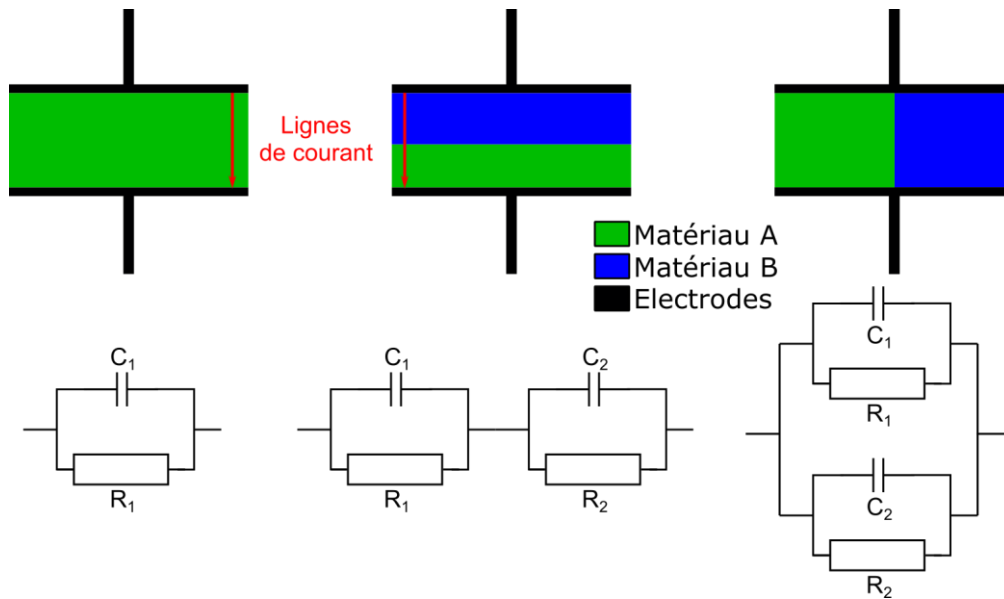 Lignes
de courant
Matériau A
Matériau B
Electrodes
C₁
R₁
C₁
C₂
R₁
R₂
C₁
R₁
C₂
R₂